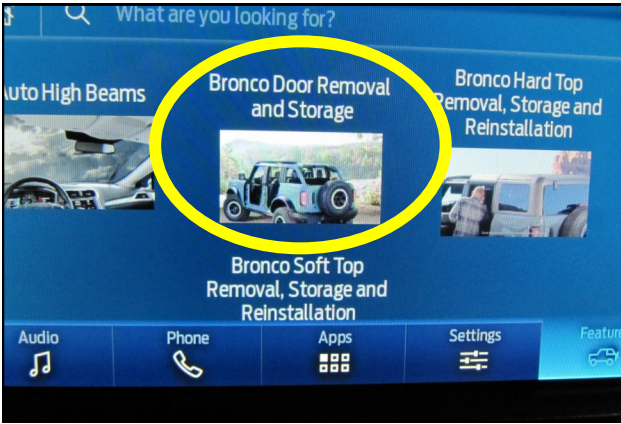 What are you looking for?
Auto High Beams
Bronco Door Removal
and Storage
Bronco Hard Top
Removal, Storage and
Reinstallation
Bronco Soft Top
Removal, Storage and
Reinstallation
Audio
Phone
Apps
Settings
Feature